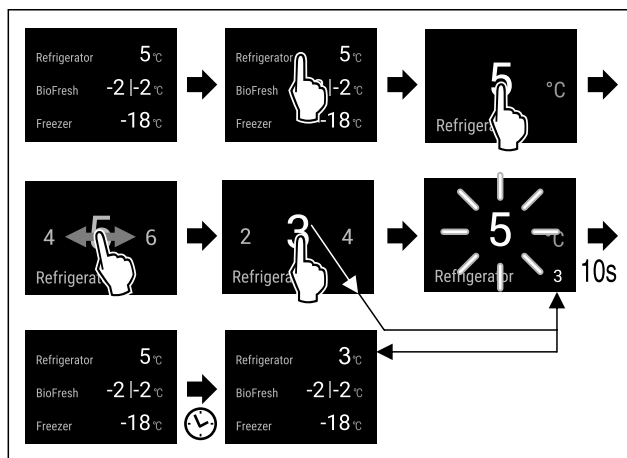 Refrigerator 5 °C
BioFresh -2|-2 °C
Freezer -18 °C
Refrigerator 5 °C
BioFresh -2|-2 °C
Freezer -18 °C
5 °C
Refrigerator
4 5 6
Refrigerator
2 3 4
Refrigerator
5 °C
Refrigerator 3
10s
Refrigerator 5 °C
BioFresh -2|-2 °C
Freezer -18 °C
Refrigerator 3 °C
BioFresh -2|-2 °C
Freezer -18 °C